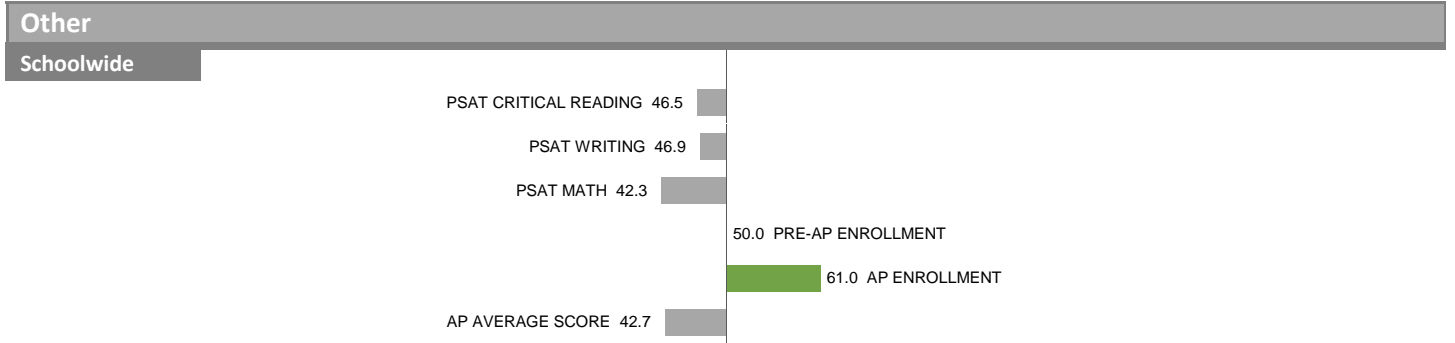 Other
Schoolwide
PSAT CRITICAL READING 46.5
PSAT WRITING 46.9
PSAT MATH 42.3
50.0 PRE-AP ENROLLMENT
61.0 AP ENROLLMENT
AP AVERAGE SCORE 42.7